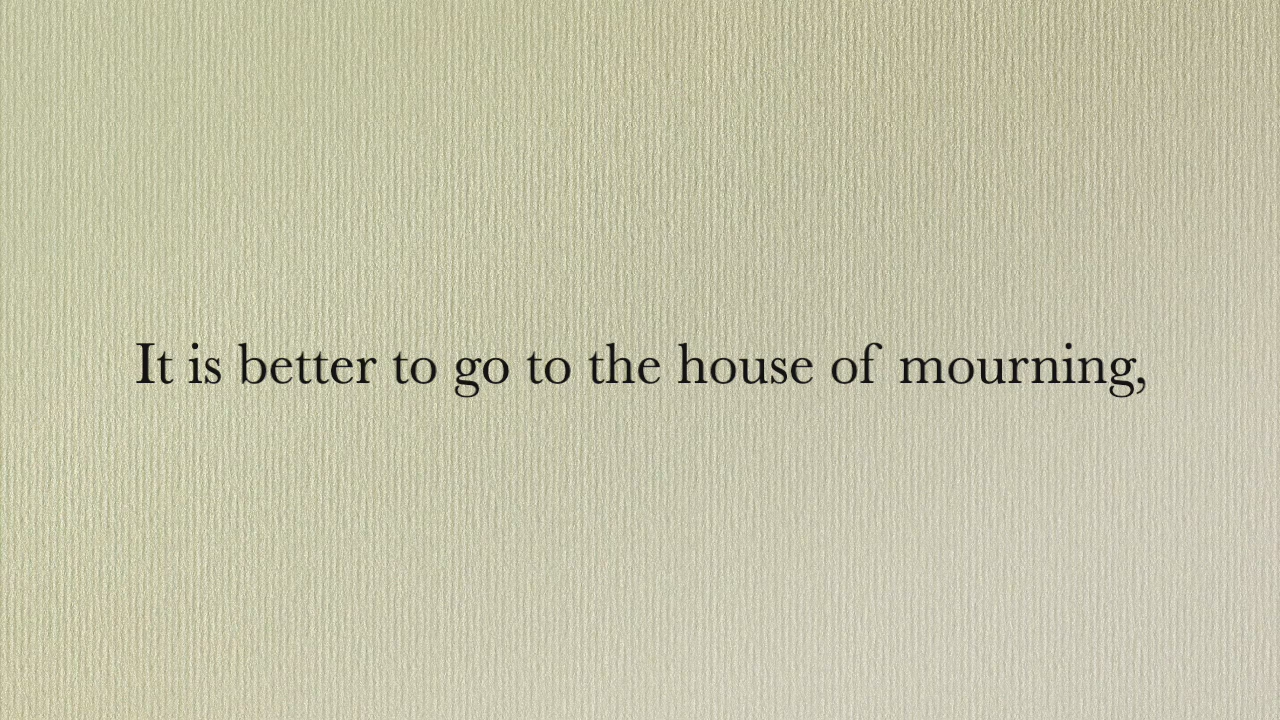 It is better to go to the house of mourning,